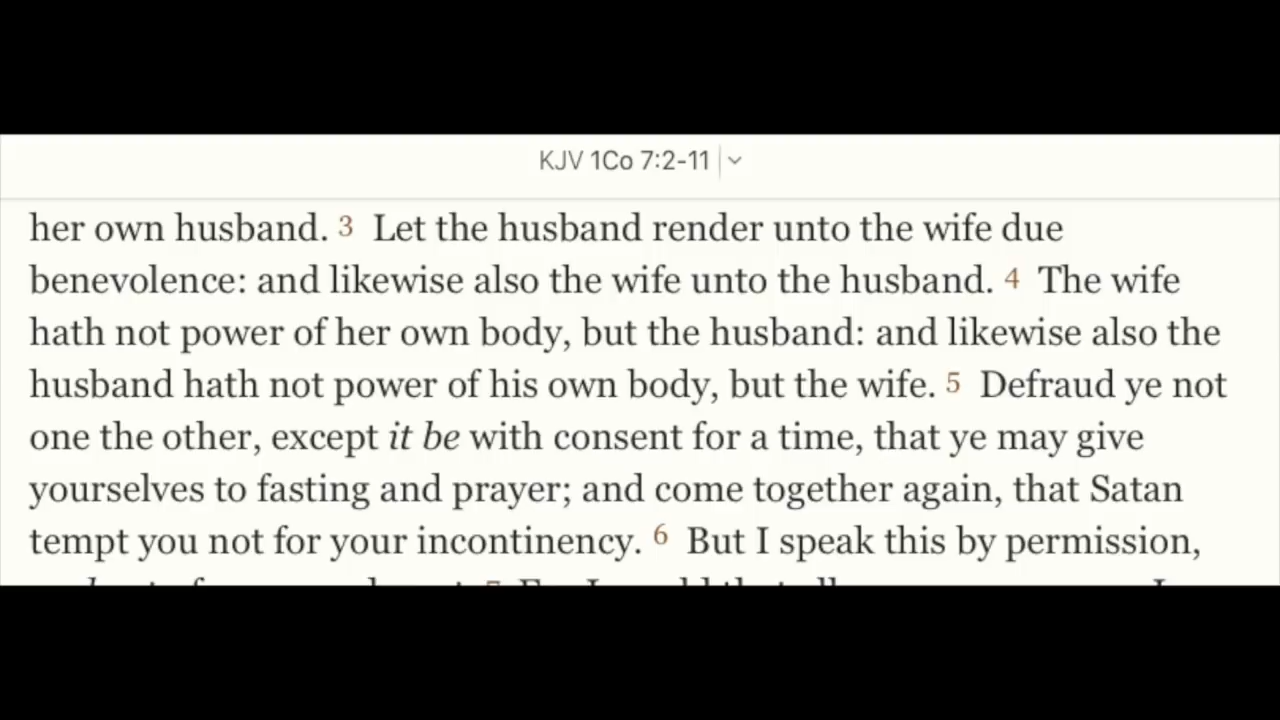 KJV 1Co 7:2-11
her own husband. 3 Let the husband render unto the wife due
benevolence: and likewise also the wife unto the husband. 4 The wife
hath not power of her own body, but the husband: and likewise also the
husband hath not power of his own body, but the wife. 5 Defraud ye not
one the other, except it be with consent for a time, that ye may give
yourselves to fasting and prayer; and come together again, that Satan
tempt you not for your incontinency. 6 But I speak this by permission,